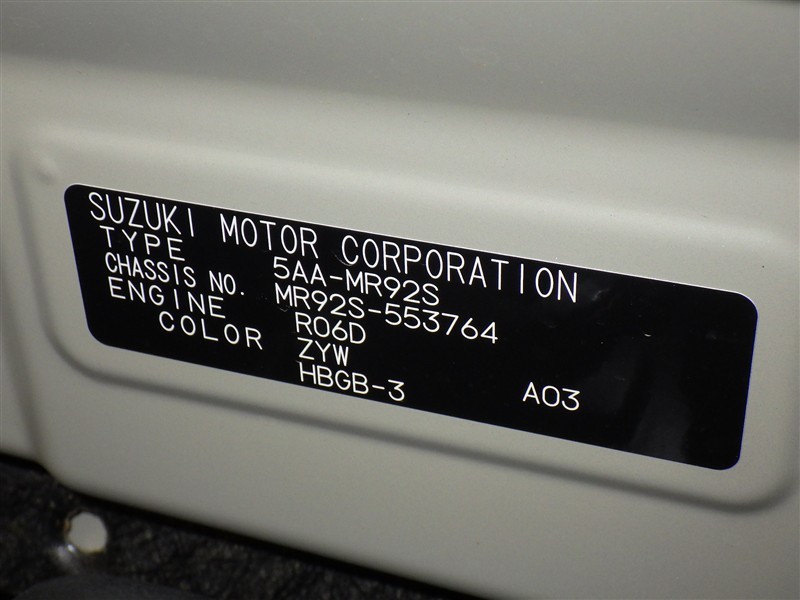 SUZUKI MOTOR CORPORATION
TYPE 5AA-MR92S
CHASSIS NO. MR92S-553764
ENGINE R06D
COLOR ZYW
HBGB-3 A03